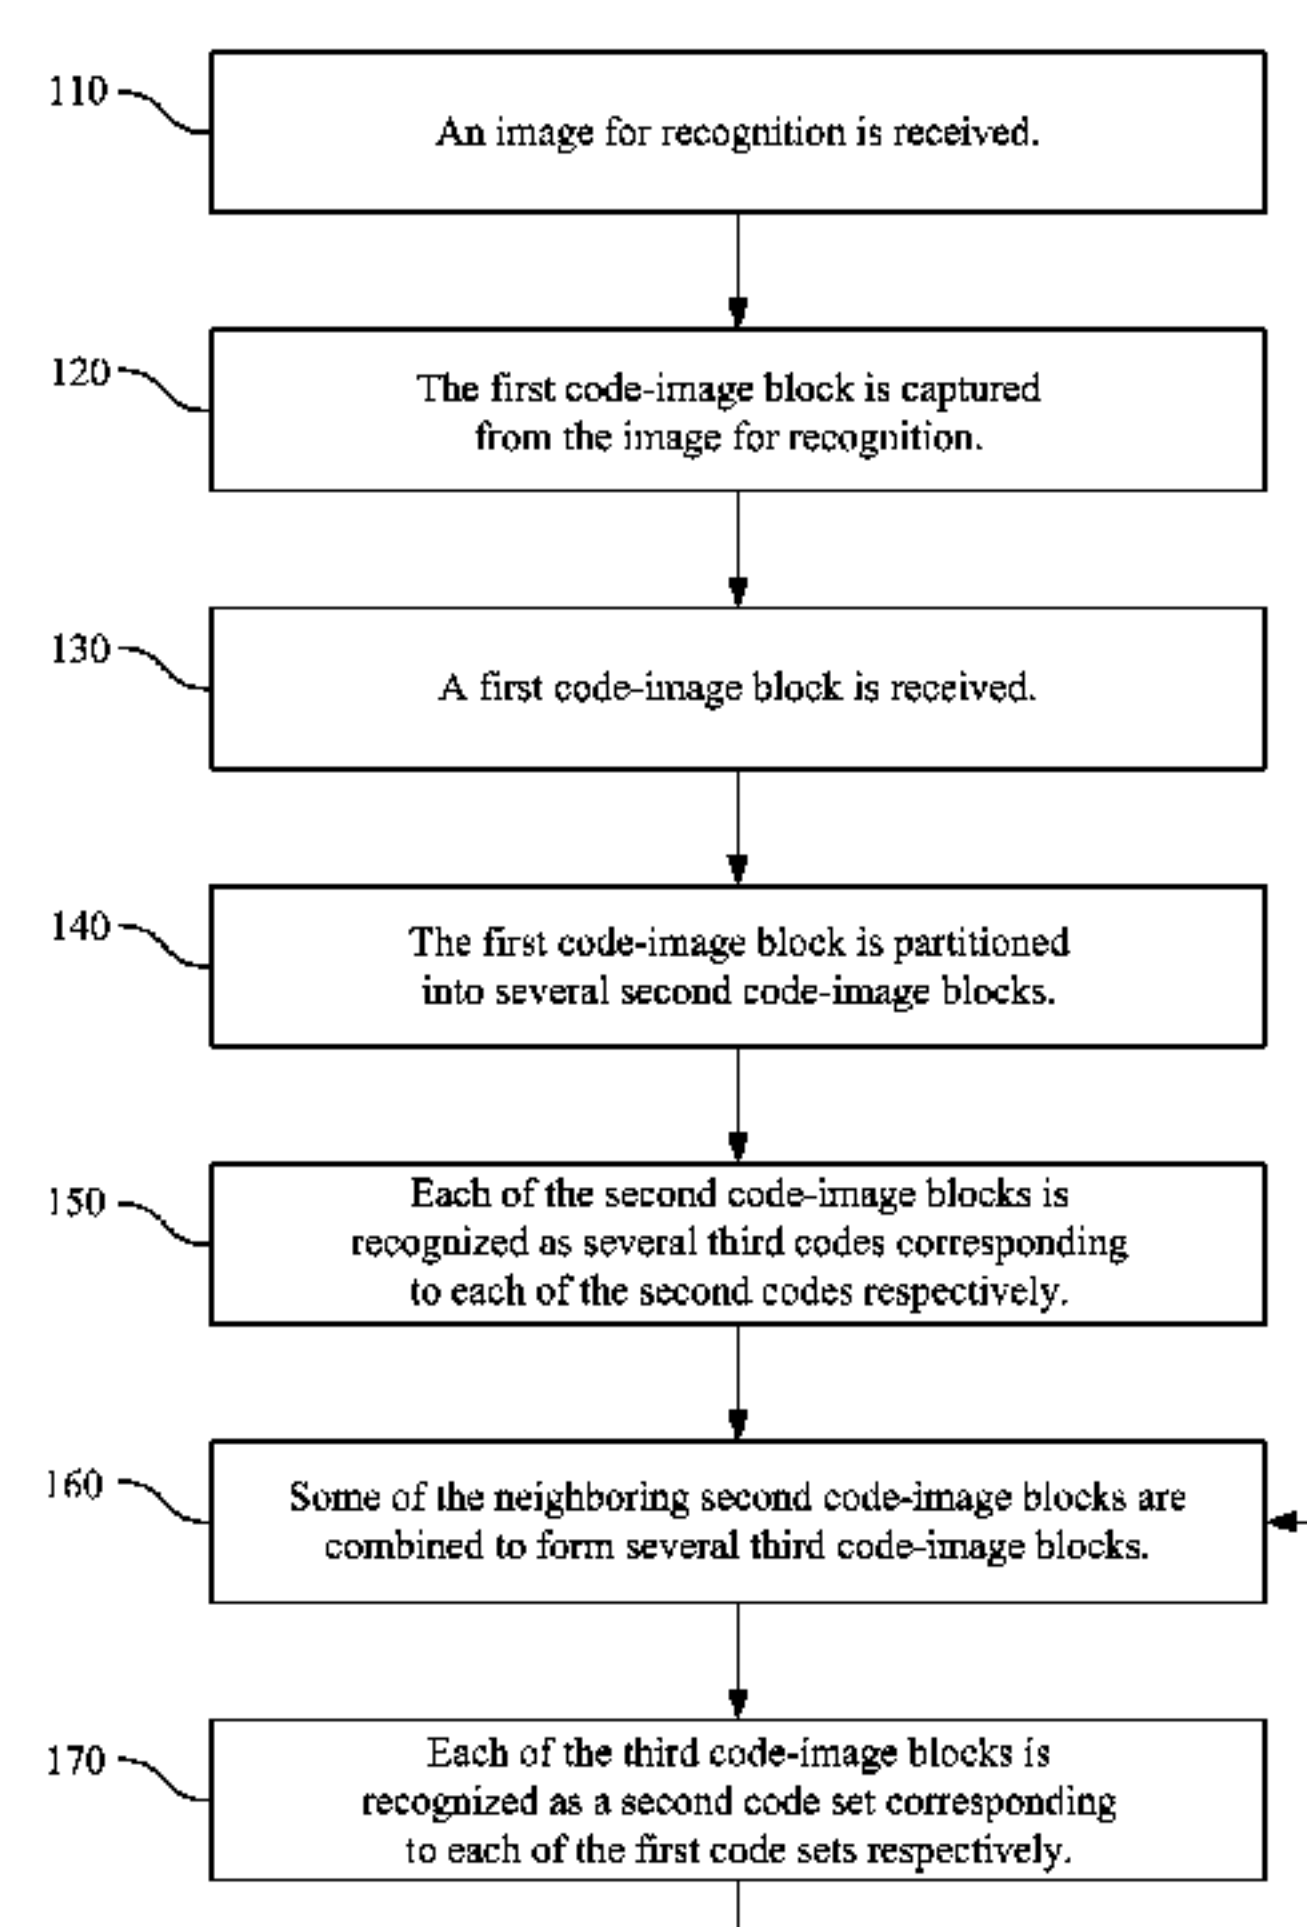 110
An image for recognition is received.
120
The first code-image block is captured
from the image for recognition.
130
A first code-image block is received.
140
The first code-image block is partitioned
into several second code-image blocks.
150
Each of the second code-image blocks is
recognized as several third codes corresponding
to each of the second codes respectively.
160
Some of the neighboring second code-image blocks are
combined to form several third code-image blocks.
170
Each of the third code-image blocks is
recognized as a second code set corresponding
to each of the first code sets respectively.